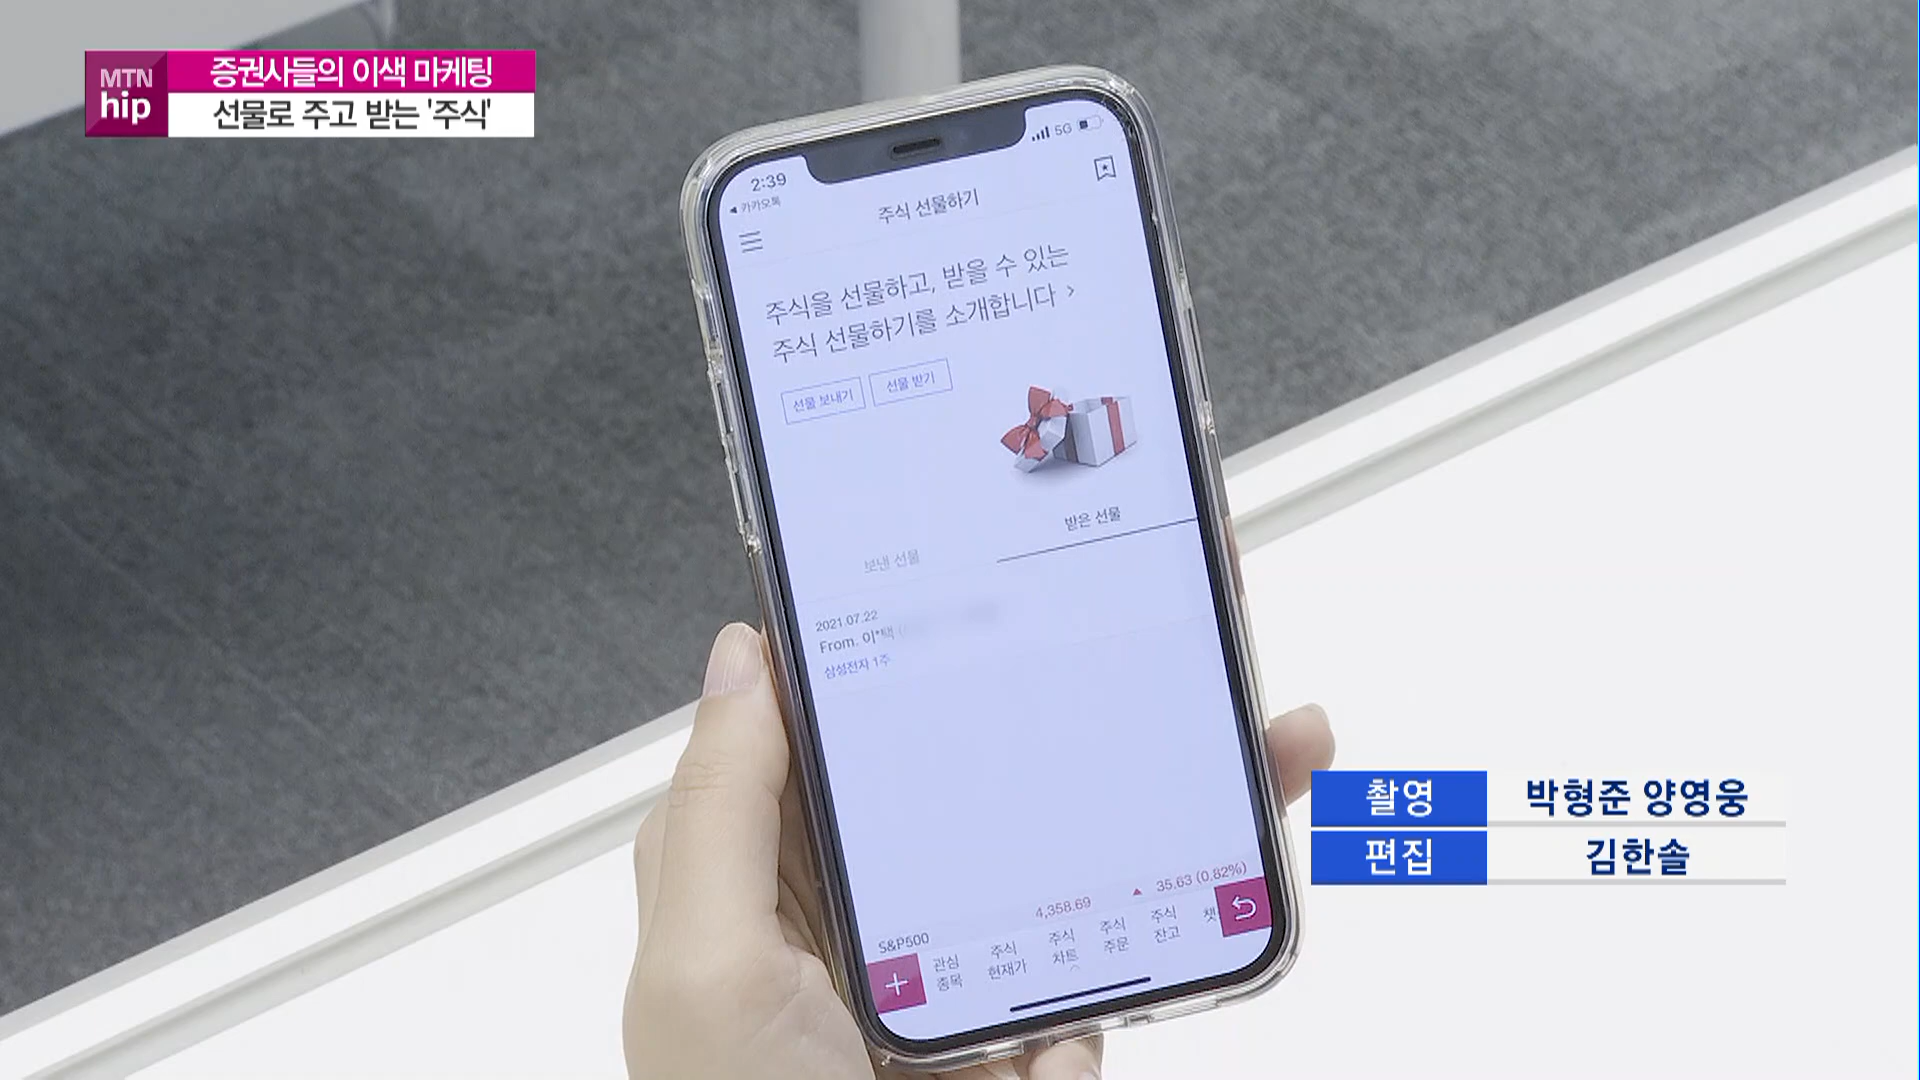 MTN
hip
증권사들의 이색 마케팅
선물로 주고 받는 '주식'
2:39
5G
◀ 카카오톡
주식 선물하기
주식을 선물하고, 받을 수 있는
주식 선물하기를 소개합니다 >
선물 보내기
선물 받기
보낸 선물
받은 선물
2021.07.22
From. 이*택
삼성전자 1주
S&P500
4,358.69
▲ 35.63 (0.82%)
+
관심
종목
주식
현재가
주식
차트
주식
주문
주식
잔고
챗
촬영
박형준 양영웅
편집
김한솔